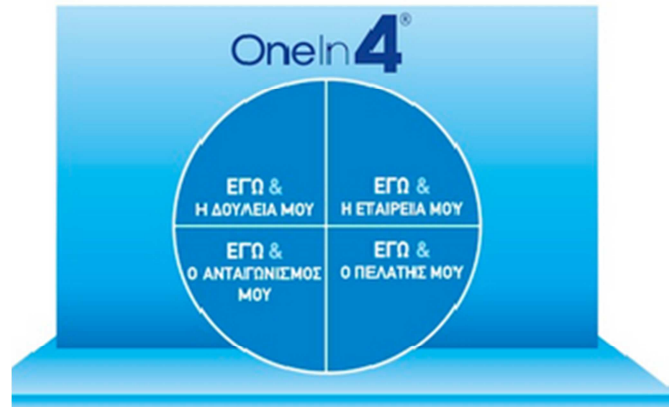 OneIn4®
ΕΓΩ &
Η ΔΟΥΛΕΙΑ ΜΟΥ
ΕΓΩ &
Η ΕΤΑΙΡΕΙΑ ΜΟΥ
ΕΓΩ &
Ο ΑΝΤΑΓΩΝΙΣΜΟΣ
ΜΟΥ
ΕΓΩ &
Ο ΠΕΛΑΤΗΣ ΜΟΥ